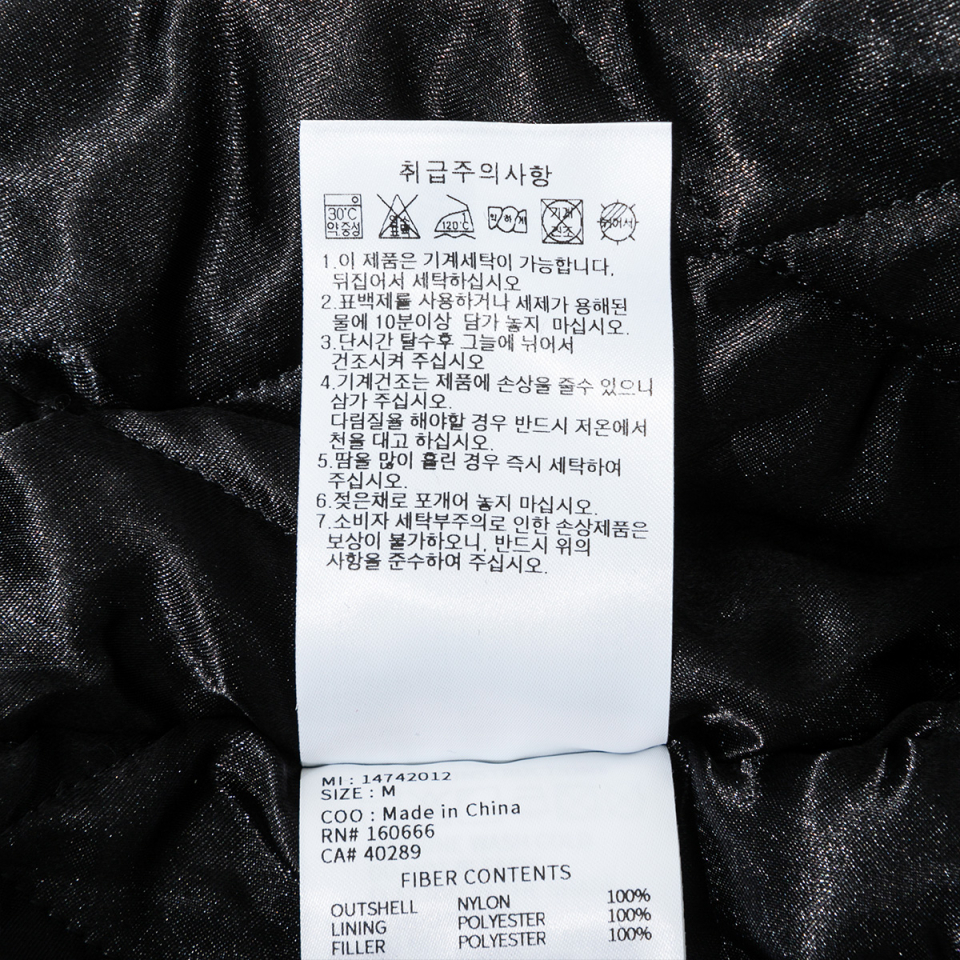 취급주의사항
30℃ 약.중성 염소표백 120℃ 약하게 기계건조 뉘어서
1.이 제품은 기계세탁이 가능합니다.
뒤집어서 세탁하십시오
2.표백제를 사용하거나 세제가 용해된
물에 10분이상 담가 놓지 마십시오.
3.단시간 탈수후 그늘에 뉘어서
건조시켜 주십시오
4.기계건조는 제품에 손상을 줄수 있으니
삼가 주십시오.
다림질을 해야할 경우 반드시 저온에서
천을 대고 하십시오.
5.땀을 많이 흘린 경우 즉시 세탁하여
주십시오.
6.젖은채로 포개어 놓지 마십시오.
7.소비자 세탁부주의로 인한 손상제품은
보상이 불가하오니, 반드시 위의
사항을 준수하여 주십시오.
MI : 14742012
SIZE : M
COO : Made in China
RN# 160666
CA# 40289
FIBER CONTENTS
OUTSHELL NYLON 100%
LINING POLYESTER 100%
FILLER POLYESTER 100%